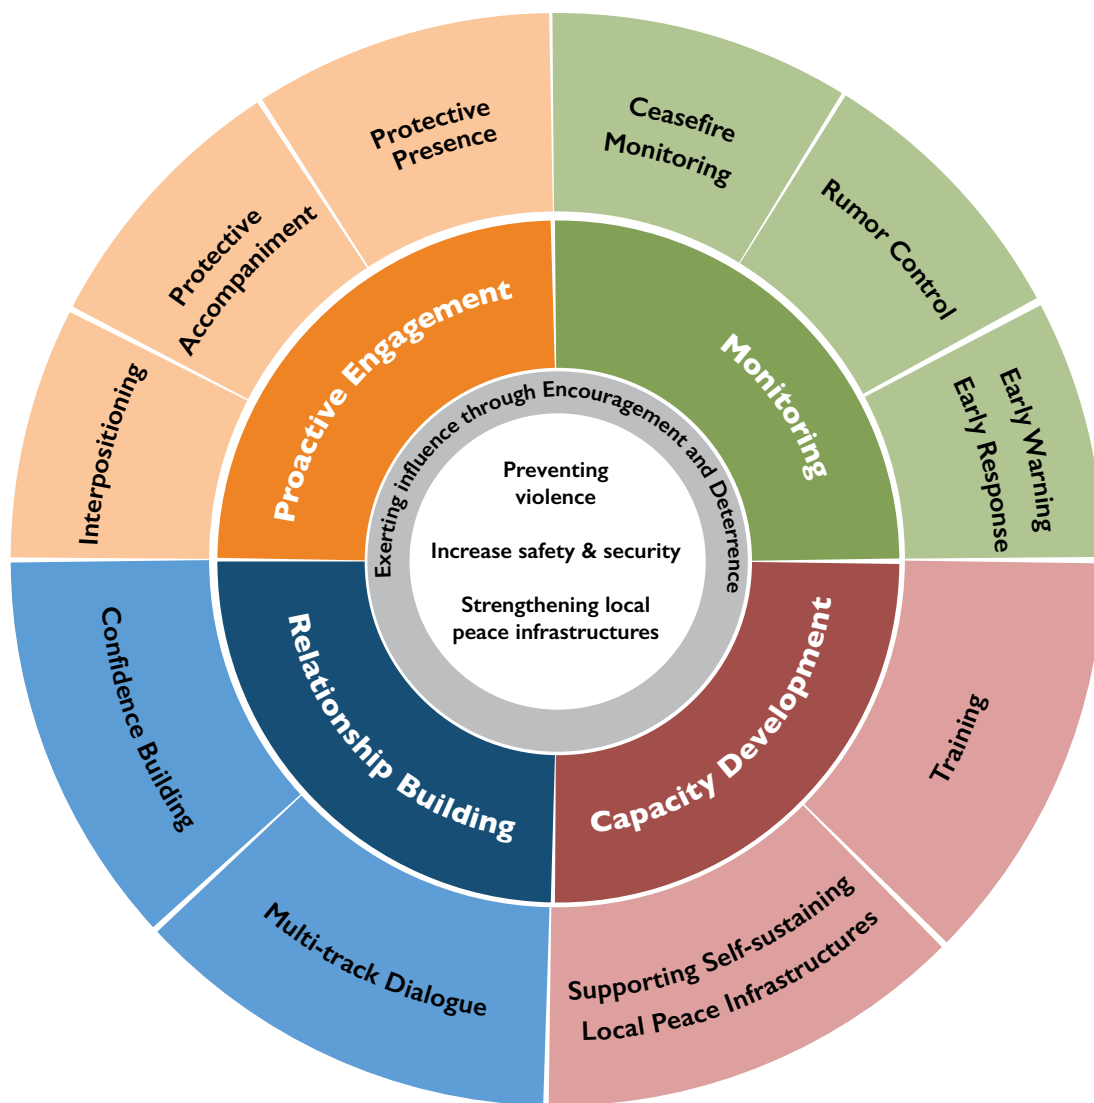 Protective
Presence
Ceasefire
Monitoring
Protective
Accompaniment
Rumor Control
Interpositioning
Early Warning
Early Response
Proactive Engagement
Monitoring
Exerting influence through Encouragement and Deterrence
Preventing
violence
Increase safety & security
Strengthening local
peace infrastructures
Relationship Building
Capacity Development
Confidence Building
Training
Multi-track Dialogue
Supporting Self-sustaining
Local Peace Infrastructures